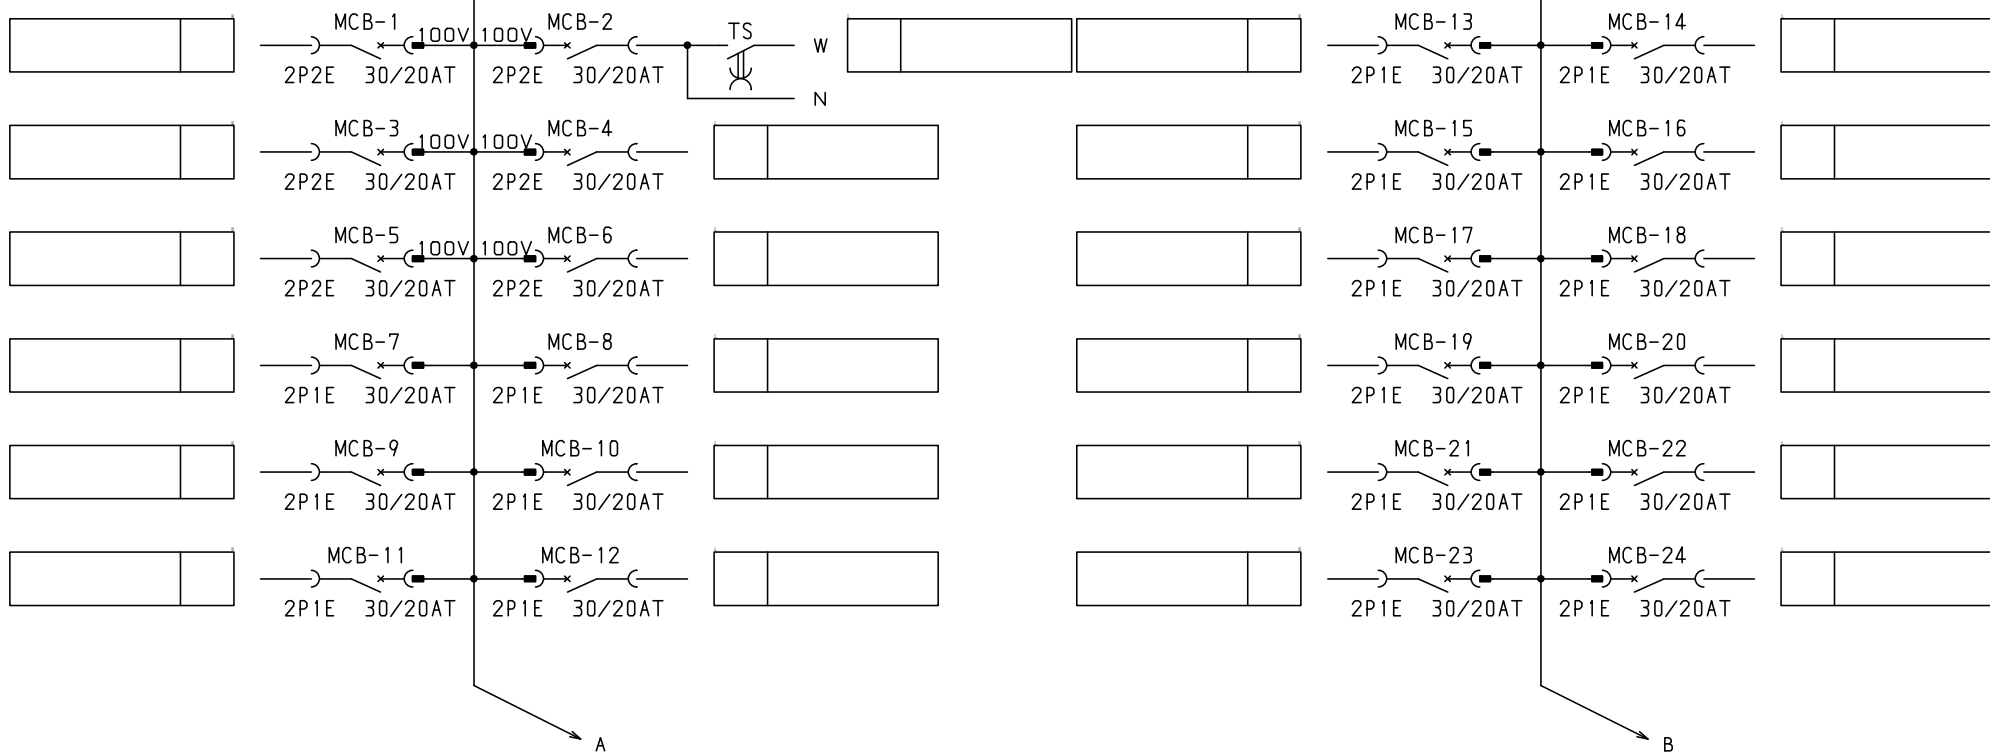 MCB-1 100V 100V MCB-2 TS W MCB-13 MCB-14
2P2E 30/20AT 2P2E 30/20AT 2P1E 30/20AT 2P1E 30/20AT
N
MCB-3 100V 100V MCB-4 MCB-15 MCB-16
2P2E 30/20AT 2P2E 30/20AT 2P1E 30/20AT 2P1E 30/20AT
MCB-5 100V 100V MCB-6 MCB-17 MCB-18
2P2E 30/20AT 2P2E 30/20AT 2P1E 30/20AT 2P1E 30/20AT
MCB-7 MCB-8 MCB-19 MCB-20
2P1E 30/20AT 2P1E 30/20AT 2P1E 30/20AT 2P1E 30/20AT
MCB-9 MCB-10 MCB-21 MCB-22
2P1E 30/20AT 2P1E 30/20AT 2P1E 30/20AT 2P1E 30/20AT
MCB-11 MCB-12 MCB-23 MCB-24
2P1E 30/20AT 2P1E 30/20AT 2P1E 30/20AT 2P1E 30/20AT
A B